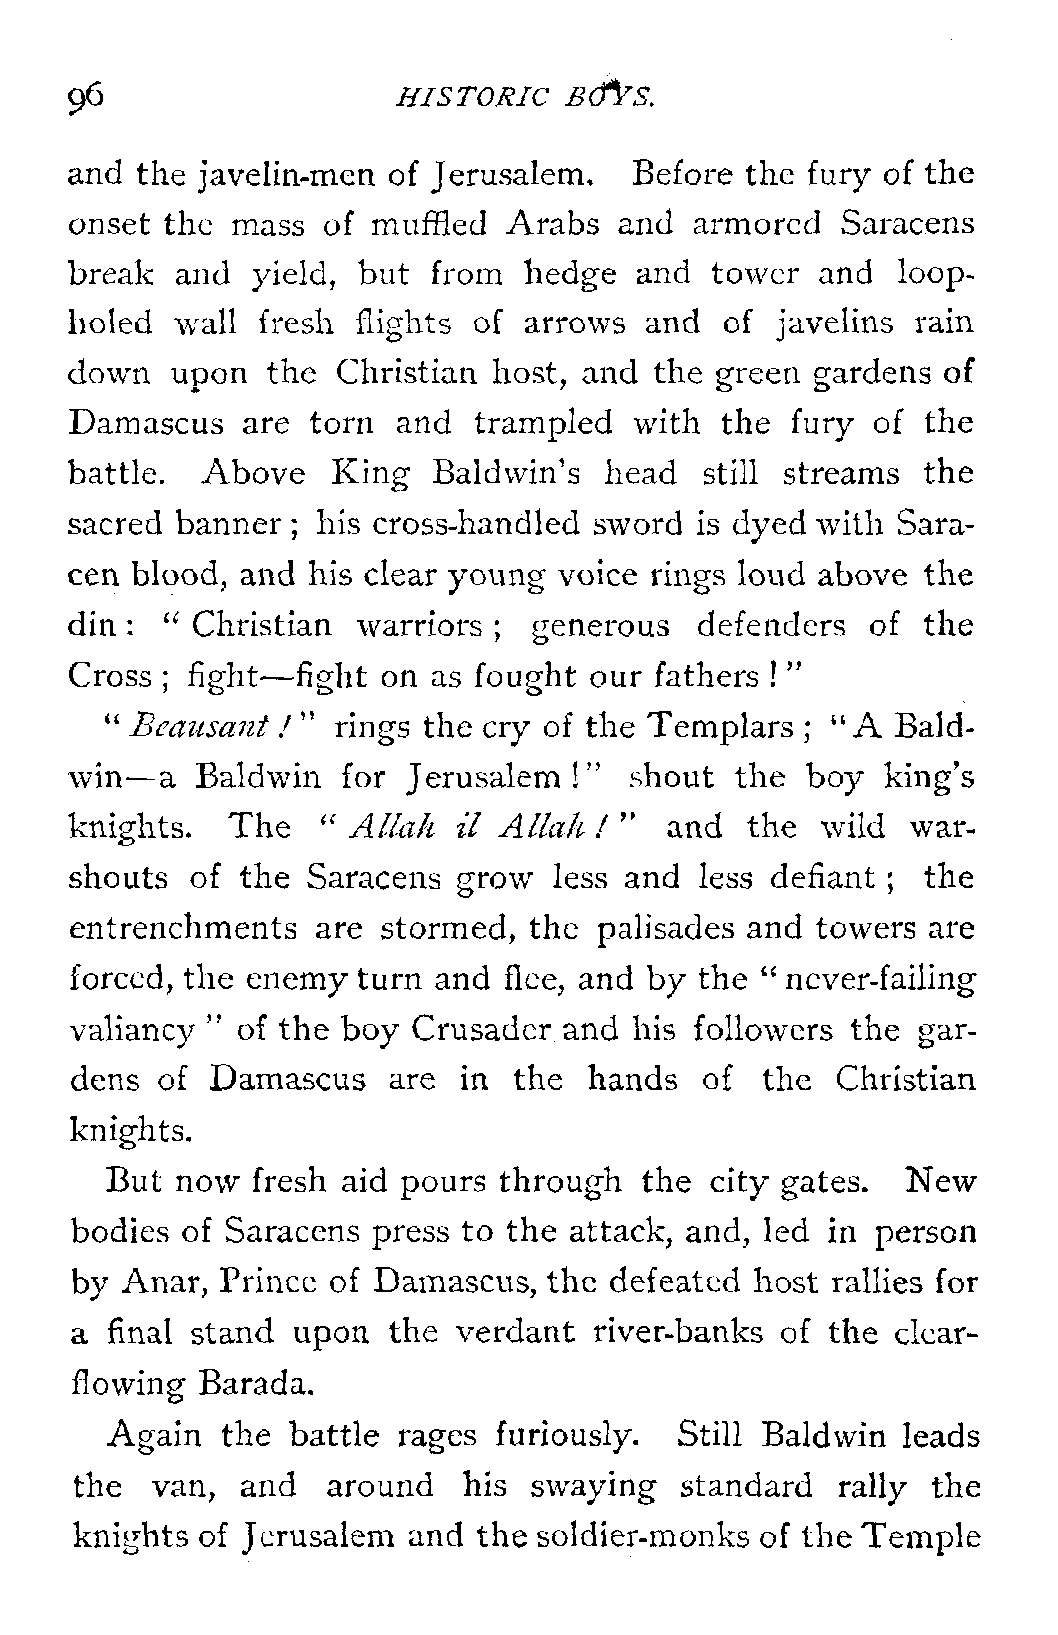 96 HISTORIC BOYS.
and the javelin-men of Jerusalem. Before the fury of the
onset the mass of muffled Arabs and armored Saracens
break and yield, but from hedge and tower and loop-
holed wall fresh flights of arrows and of javelins rain
down upon the Christian host, and the green gardens of
Damascus are torn and trampled with the fury of the
battle. Above King Baldwin's head still streams the
sacred banner ; his cross-handled sword is dyed with Sara-
cen blood, and his clear young voice rings loud above the
din : " Christian warriors ; generous defenders of the
Cross ; fight—fight on as fought our fathers ! "
" Beausant ! " rings the cry of the Templars ; " A Bald-
win—a Baldwin for Jerusalem ! " shout the boy king's
knights. The " Allah il Allah ! " and the wild war-
shouts of the Saracens grow less and less defiant ; the
entrenchments are stormed, the palisades and towers are
forced, the enemy turn and flee, and by the " never-failing
valiancy " of the boy Crusader and his followers the gar-
dens of Damascus are in the hands of the Christian
knights.
But now fresh aid pours through the city gates. New
bodies of Saracens press to the attack, and, led in person
by Anar, Prince of Damascus, the defeated host rallies for
a final stand upon the verdant river-banks of the clear-
flowing Barada.
Again the battle rages furiously. Still Baldwin leads
the van, and around his swaying standard rally the
knights of Jerusalem and the soldier-monks of the Temple